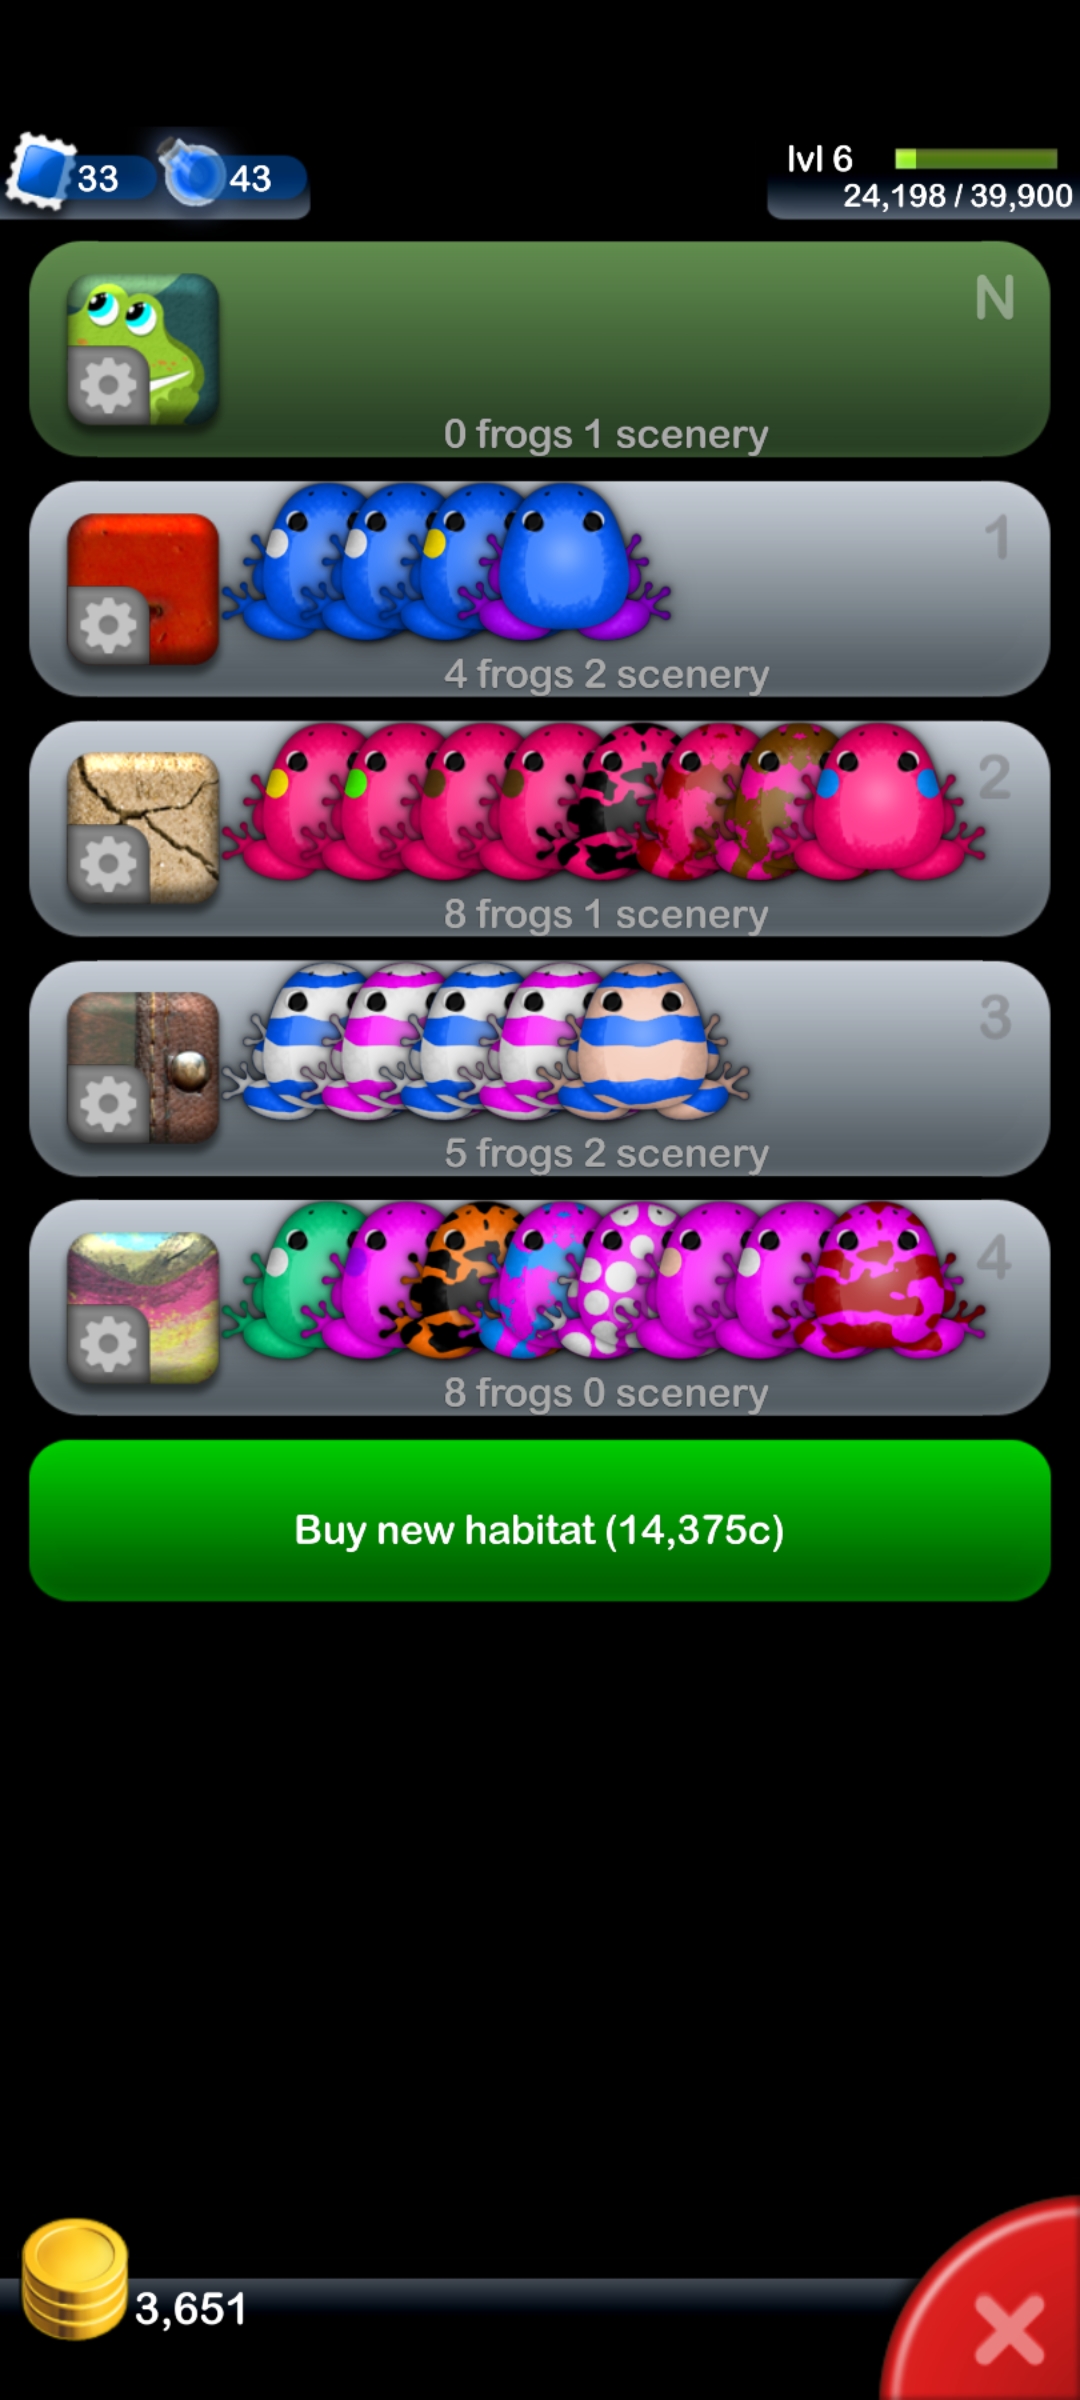 33
43
lvl 6
24,198 / 39,900
N
0 frogs 1 scenery
1
4 frogs 2 scenery
2
8 frogs 1 scenery
3
5 frogs 2 scenery
4
8 frogs 0 scenery
Buy new habitat (14,375c)
3,651